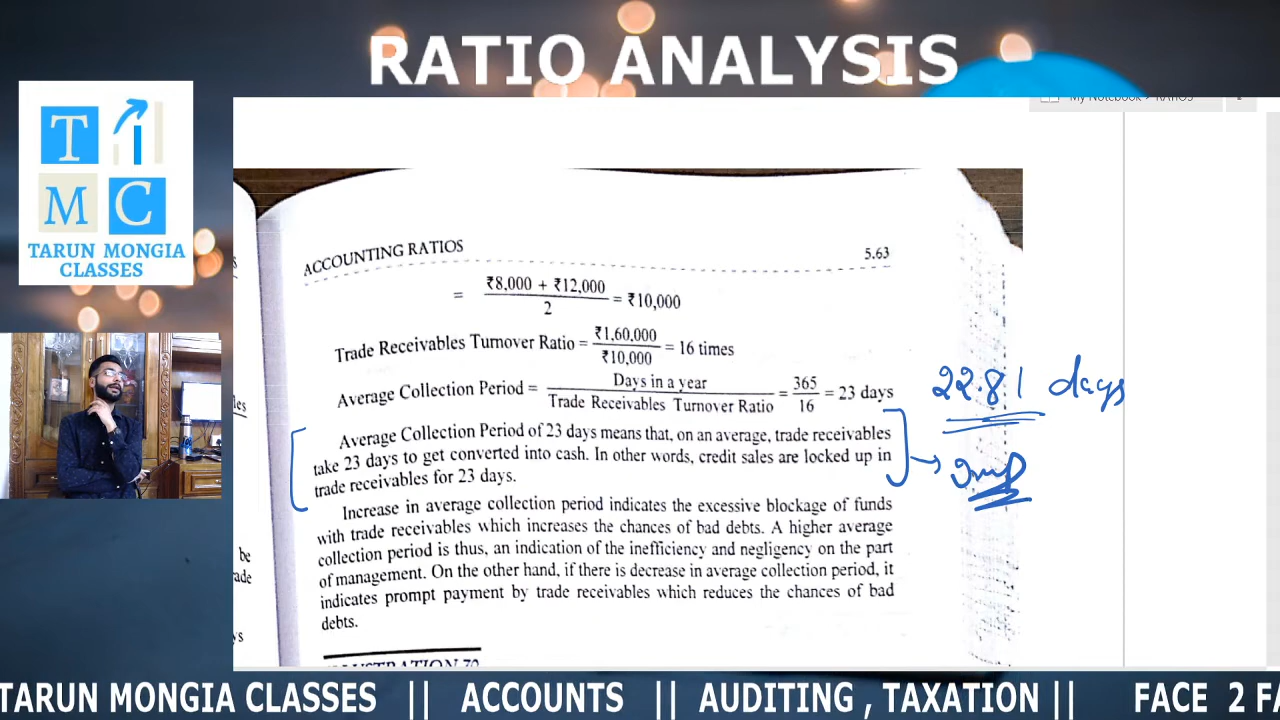 RATIO ANALYSIS
T
M C
TARUN MONGIA
CLASSES
My Notebook > RATIOS
ACCOUNTING RATIOS 5.63
= ₹8,000 + ₹12,000 / 2 = ₹10,000
Trade Receivables Turnover Ratio = ₹1,60,000 / ₹10,000 = 16 times
Average Collection Period = Days in a year / Trade Receivables Turnover Ratio = 365 / 16 = 23 days
22.81 days
Average Collection Period of 23 days means that, on an average, trade receivables
take 23 days to get converted into cash. In other words, credit sales are locked up in
trade receivables for 23 days.
Imp
Increase in average collection period indicates the excessive blockage of funds
with trade receivables which increases the chances of bad debts. A higher average
collection period is thus, an indication of the inefficiency and negligency on the part
of management. On the other hand, if there is decrease in average collection period, it
indicates prompt payment by trade receivables which reduces the chances of bad
debts.
be
TARUN MONGIA CLASSES || ACCOUNTS || AUDITING , TAXATION || FACE 2 FA